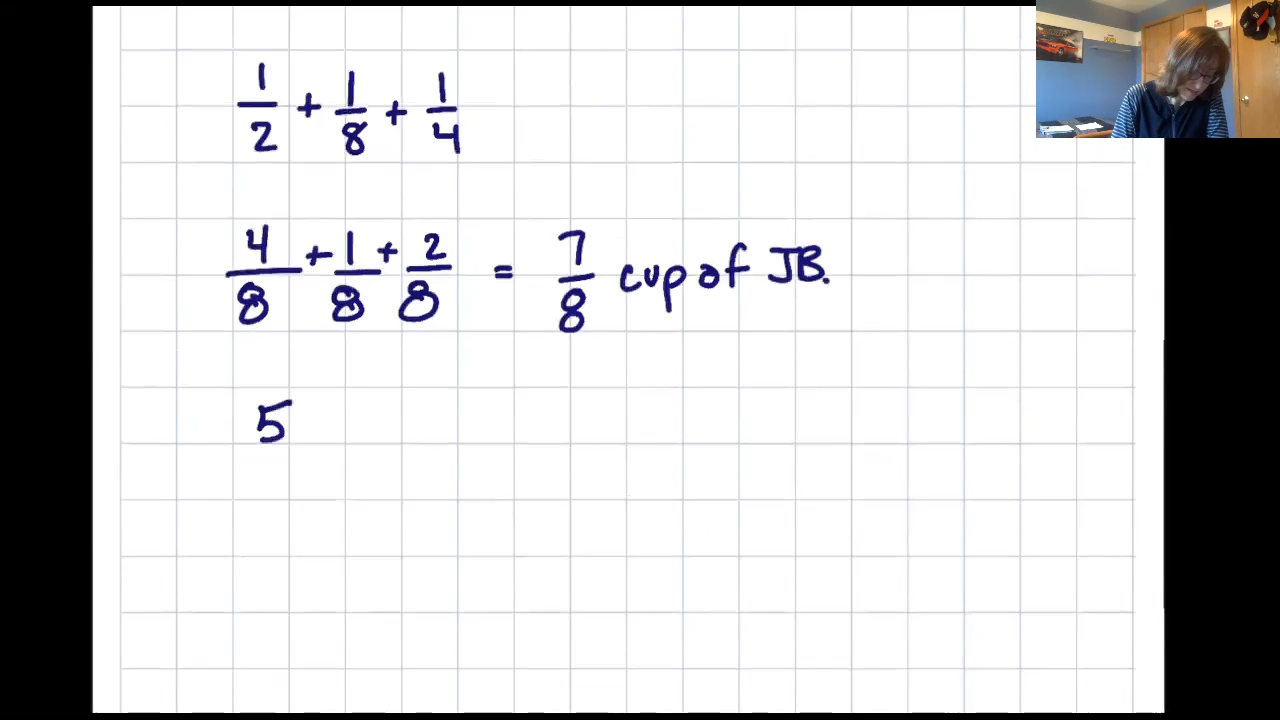 1/2 + 1/8 + 1/4
4/8 + 1/8 + 2/8 = 7/8 cup of JB.
5